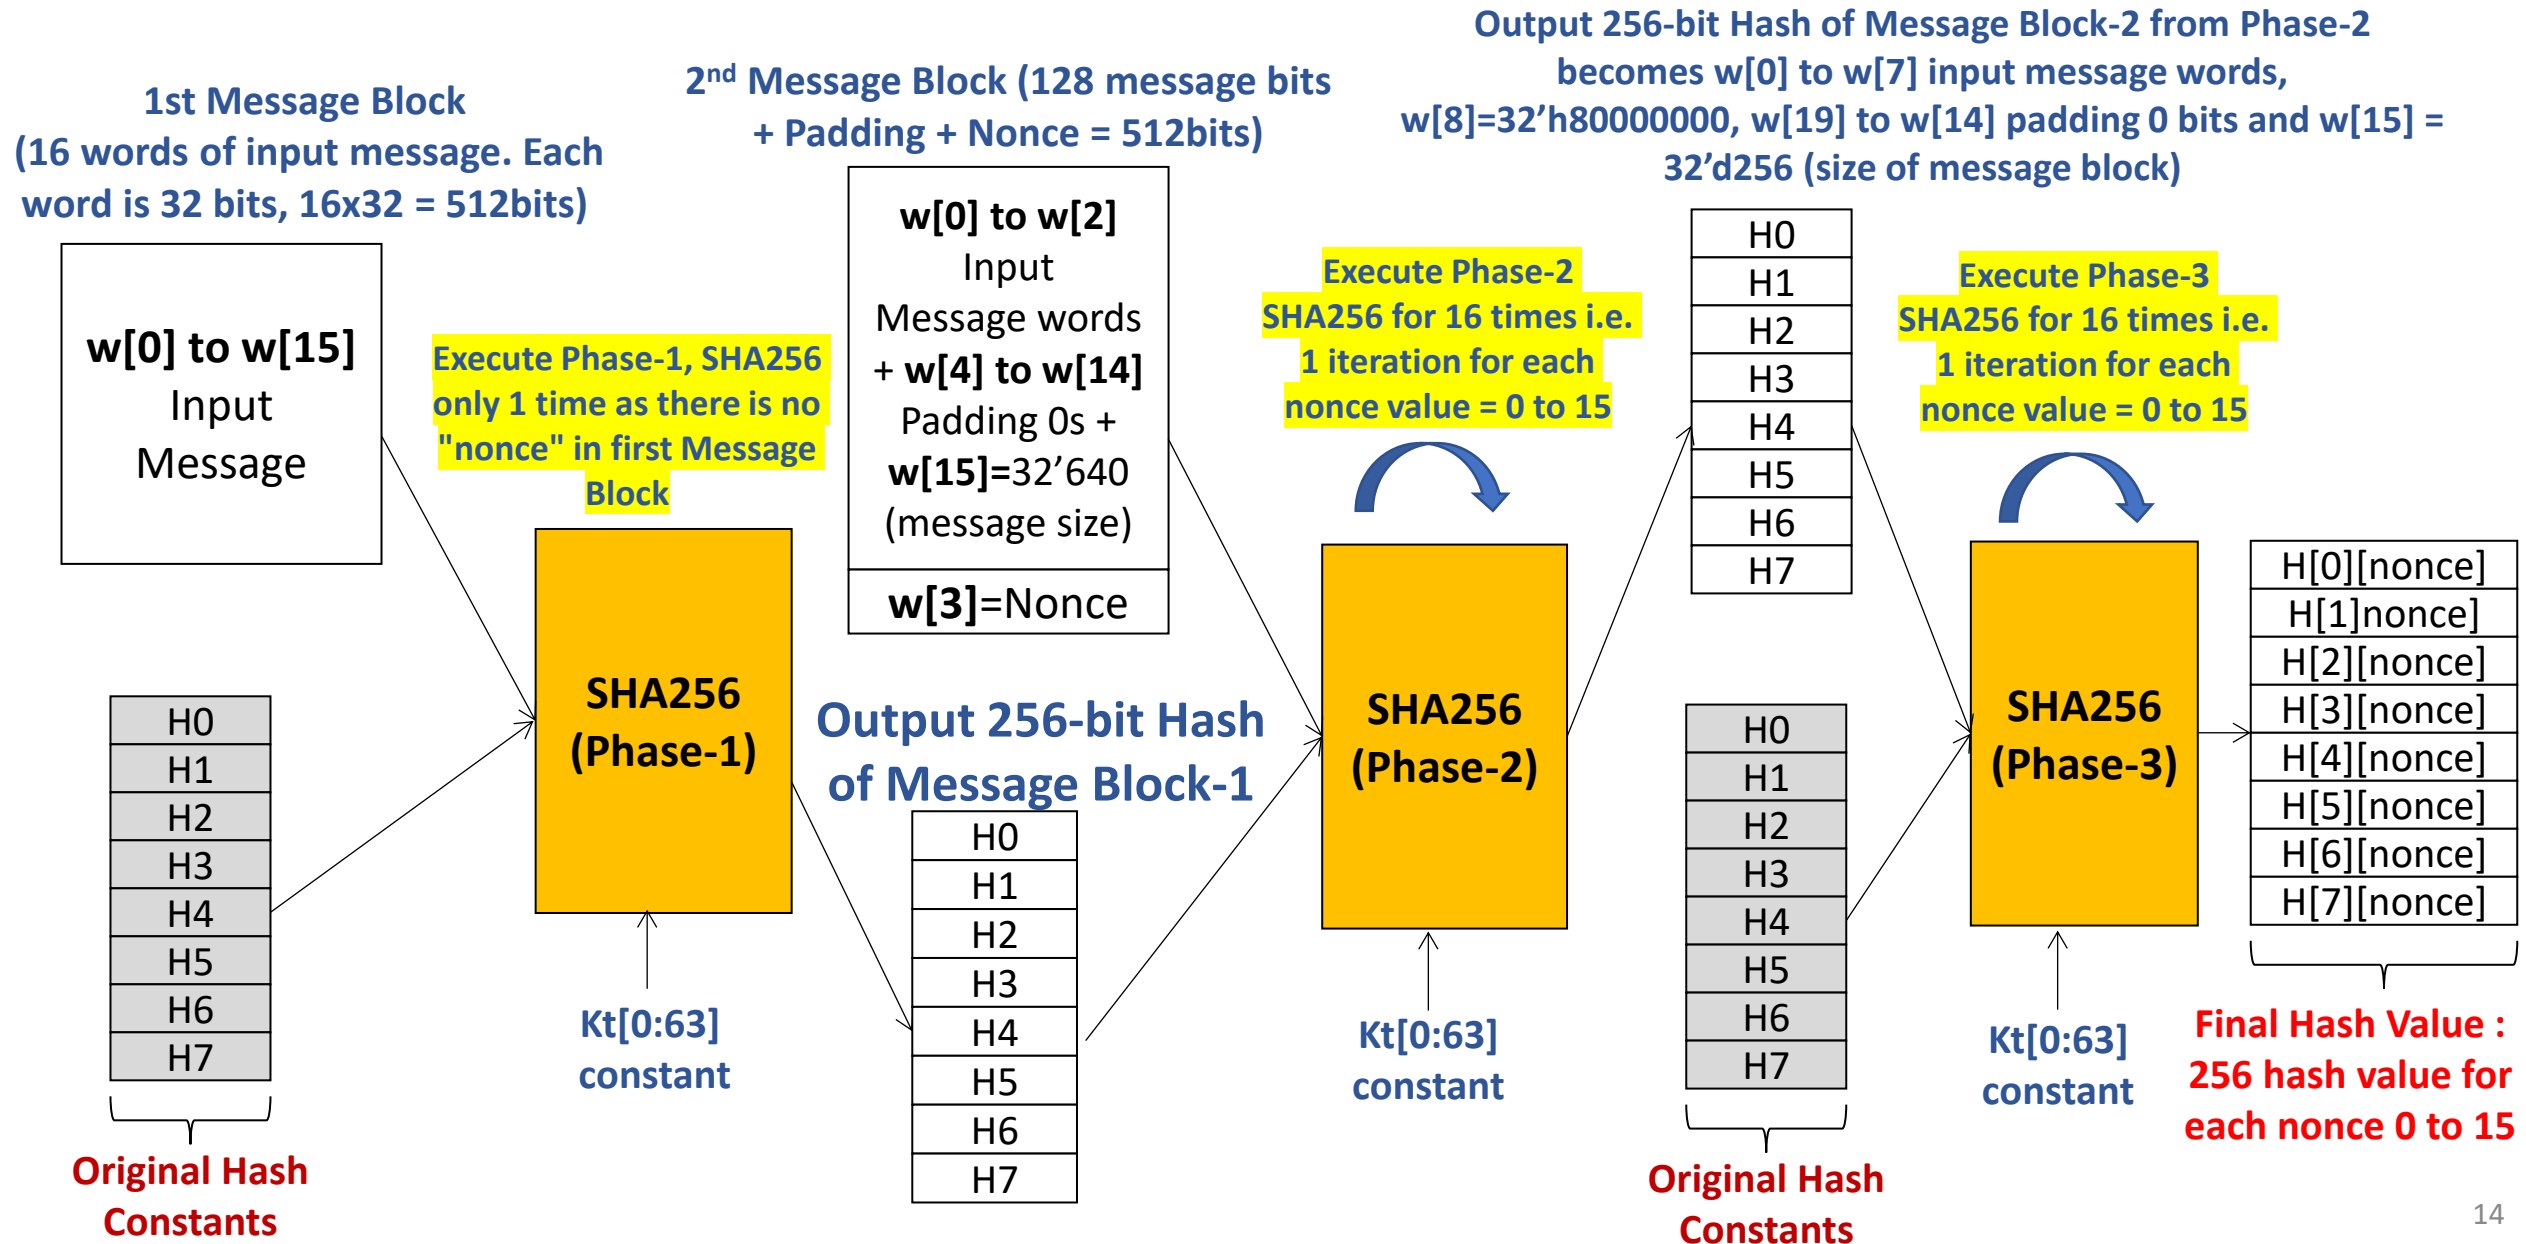 1st Message Block
(16 words of input message. Each
word is 32 bits, 16x32 = 512bits)
w[0] to w[15]
Input
Message
H0
H1
H2
H3
H4
H5
H6
H7
Original Hash
Constants
Execute Phase-1, SHA256
only 1 time as there is no
"nonce" in first Message
Block
SHA256
(Phase-1)
Kt[0:63]
constant
2nd Message Block (128 message bits
+ Padding + Nonce = 512bits)
w[0] to w[2]
Input
Message words
+ w[4] to w[14]
Padding 0s +
w[15]=32’640
(message size)
w[3]=Nonce
Output 256-bit Hash
of Message Block-1
H0
H1
H2
H3
H4
H5
H6
H7
Execute Phase-2
SHA256 for 16 times i.e.
1 iteration for each
nonce value = 0 to 15
SHA256
(Phase-2)
Kt[0:63]
constant
Output 256-bit Hash of Message Block-2 from Phase-2
becomes w[0] to w[7] input message words,
w[8]=32’h80000000, w[19] to w[14] padding 0 bits and w[15] =
32’d256 (size of message block)
H0
H1
H2
H3
H4
H5
H6
H7
H0
H1
H2
H3
H4
H5
H6
H7
Original Hash
Constants
Execute Phase-3
SHA256 for 16 times i.e.
1 iteration for each
nonce value = 0 to 15
SHA256
(Phase-3)
Kt[0:63]
constant
H[0][nonce]
H[1]nonce]
H[2][nonce]
H[3][nonce]
H[4][nonce]
H[5][nonce]
H[6][nonce]
H[7][nonce]
Final Hash Value :
256 hash value for
each nonce 0 to 15
14